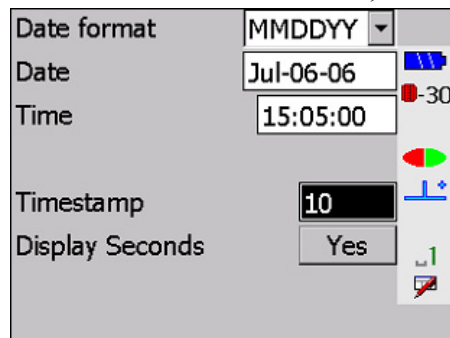 Date format MMDDYY
Date Jul-06-06
-30
Time 15:05:00
Timestamp 10
Display Seconds Yes
1